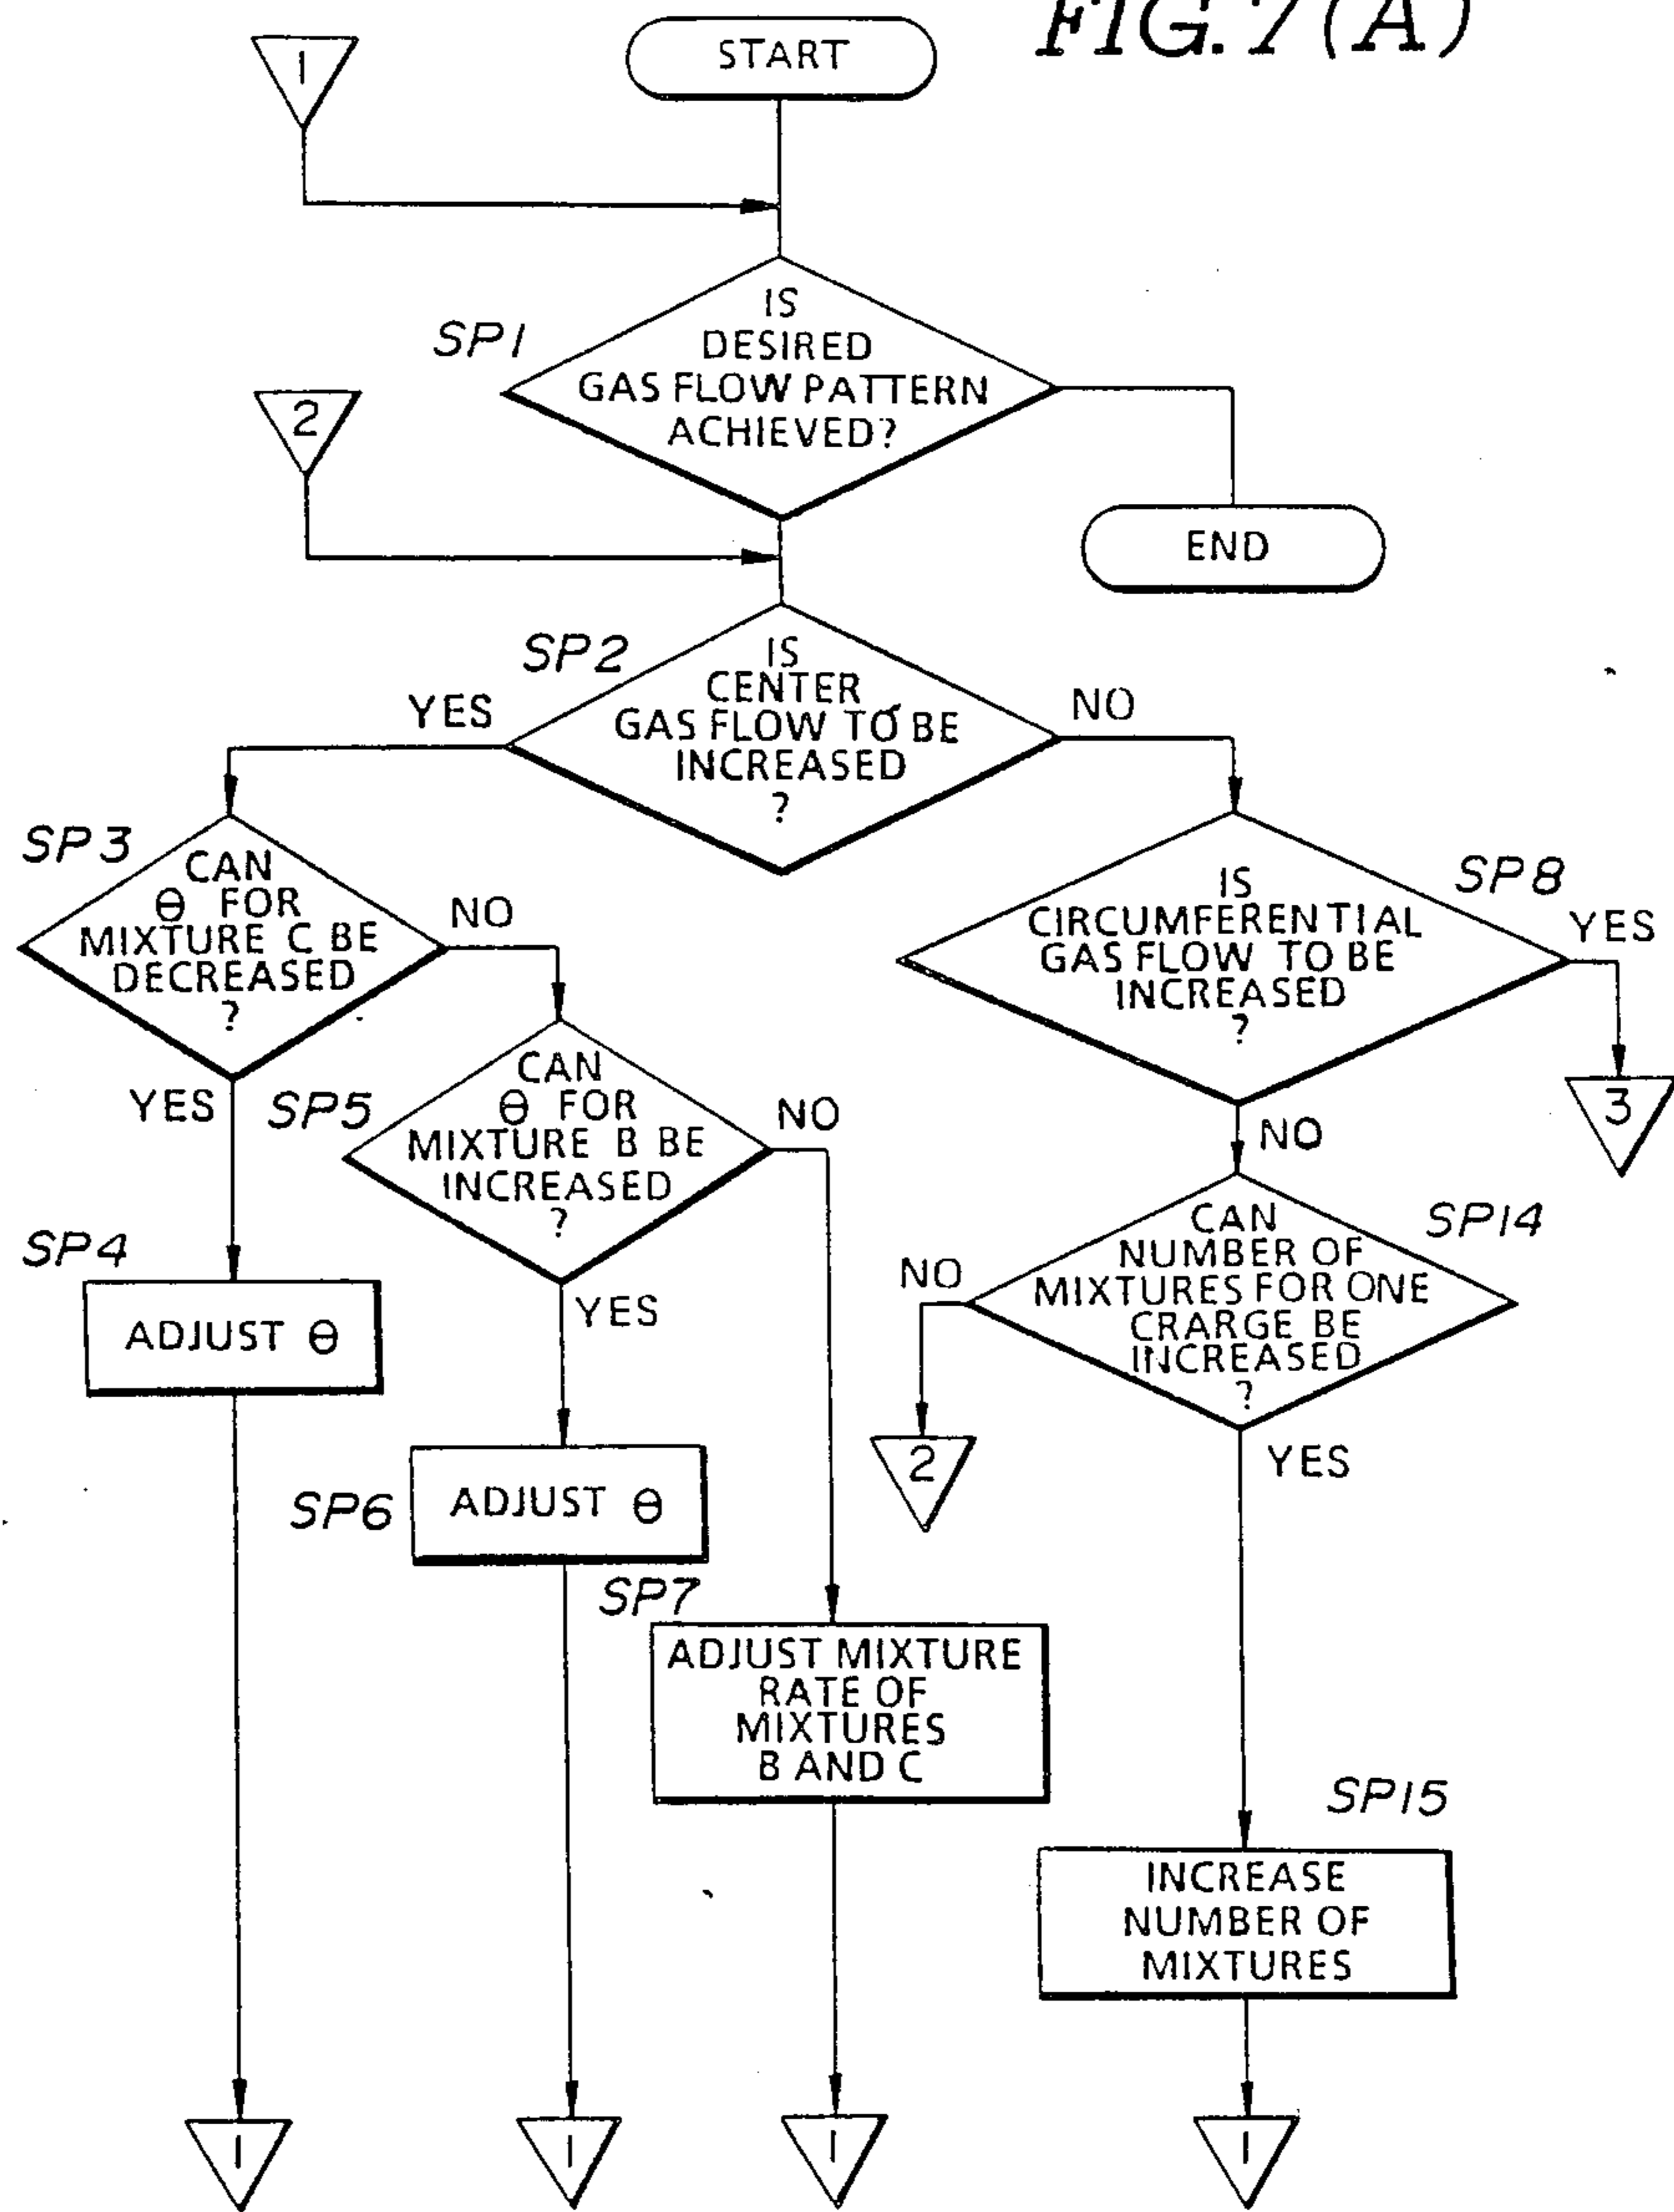 FIG. 7(A)
1
START
SP1
IS
DESIRED
GAS FLOW PATTERN
ACHIEVED?
2
END
SP2
IS
CENTER
GAS FLOW TO BE
INCREASED
?
YES
NO
SP3
CAN
θ FOR
MIXTURE C BE
DECREASED
?
NO
YES
SP8
IS
CIRCUMFERENTIAL
GAS FLOW TO BE
INCREASED
?
YES
3
NO
SP5
CAN
θ FOR
MIXTURE B BE
INCREASED
?
NO
YES
SP4
ADJUST θ
SP14
CAN
NUMBER OF
MIXTURES FOR ONE
CRARGE BE
INCREASED
?
NO
2
YES
SP6
ADJUST θ
SP7
ADJUST MIXTURE
RATE OF
MIXTURES
B AND C
SP15
INCREASE
NUMBER OF
MIXTURES
1
1
1
1